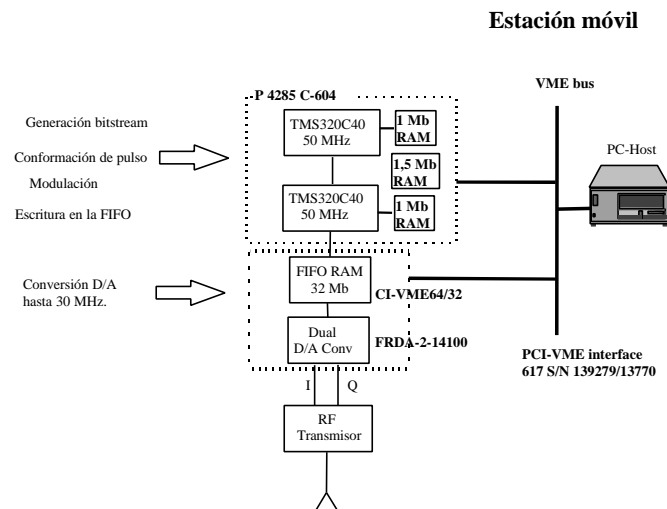 Estación móvil
P 4285 C-604
VME bus
Generación bitstream
Conformación de pulso
Modulación
Escritura en la FIFO
TMS320C40
50 MHz
1 Mb
RAM
1,5 Mb
RAM
TMS320C40
50 MHz
1 Mb
RAM
PC-Host
Conversión D/A
hasta 30 MHz.
FIFO RAM
32 Mb
CI-VME64/32
Dual
D/A Conv
FRDA-2-14100
PCI-VME interface
617 S/N 139279/13770
I
Q
RF
Transmisor